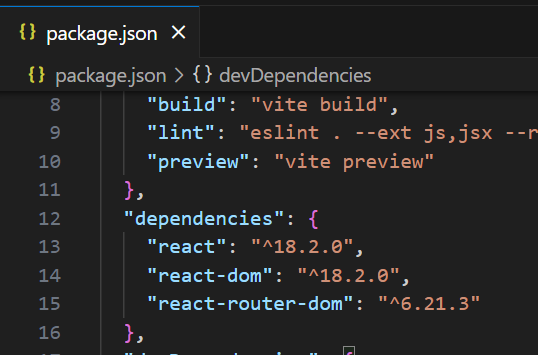 {} package.json ×
{} package.json > {} devDependencies
8 "build": "vite build",
9 "lint": "eslint . --ext js,jsx --r
10 "preview": "vite preview"
11 },
12 "dependencies": {
13 "react": "^18.2.0",
14 "react-dom": "^18.2.0",
15 "react-router-dom": "^6.21.3"
16 },